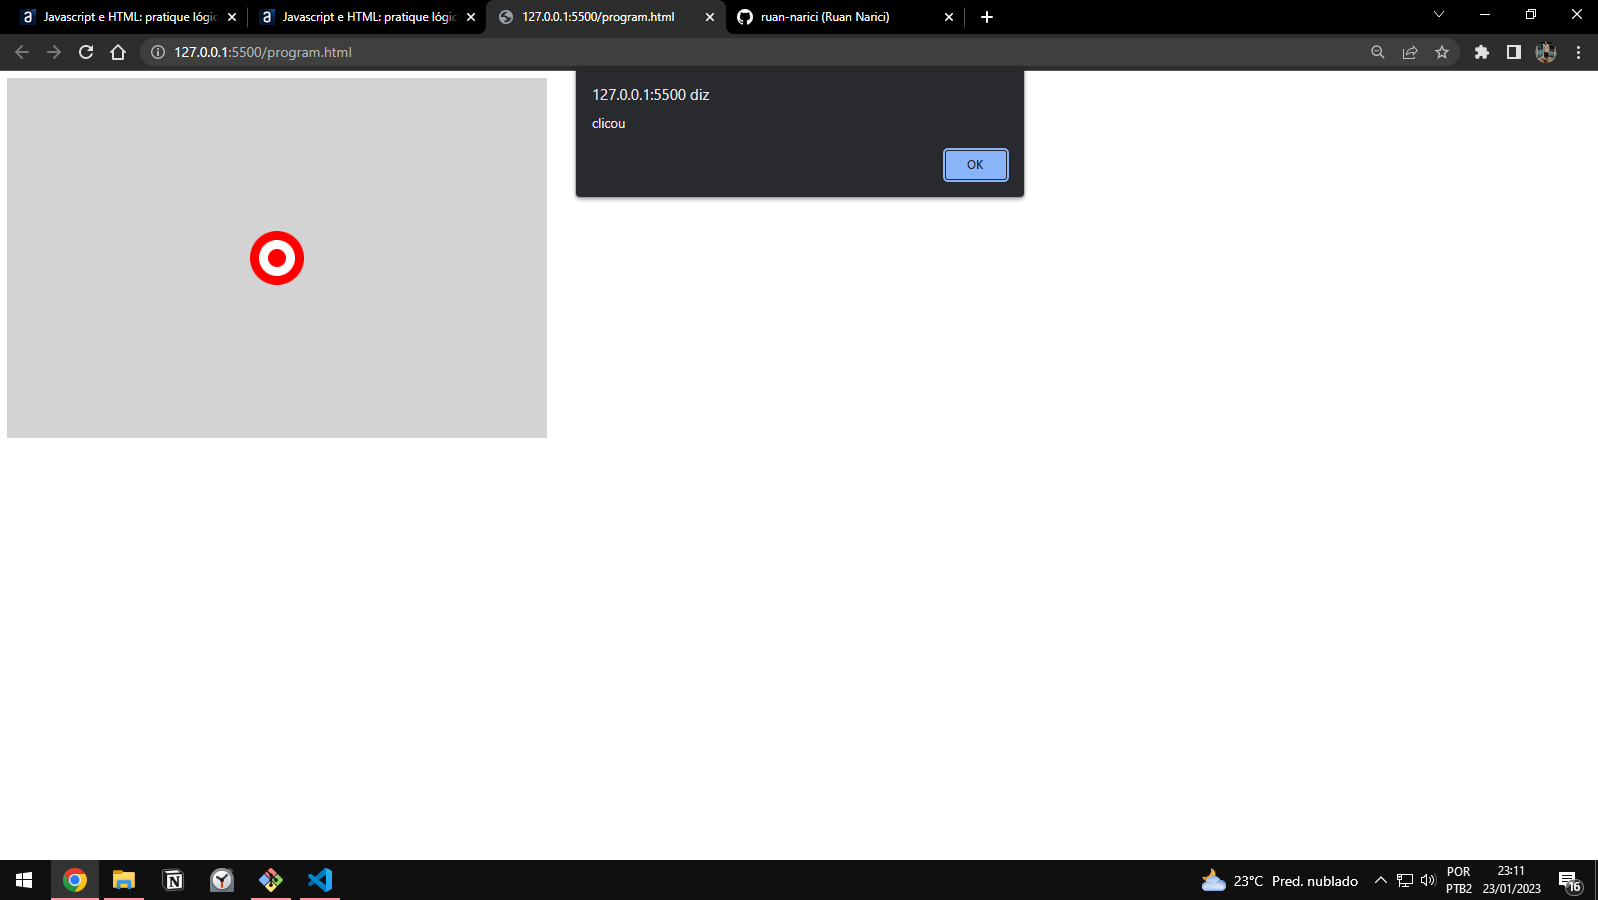 Javascript e HTML: pratique lógic
Javascript e HTML: pratique lógic
127.0.0.1:5500/program.html
ruan-narici (Ruan Narici)
127.0.0.1:5500/program.html
127.0.0.1:5500 diz
clicou
OK
23°C Pred. nublado
POR
PTB2
23:11
23/01/2023
16